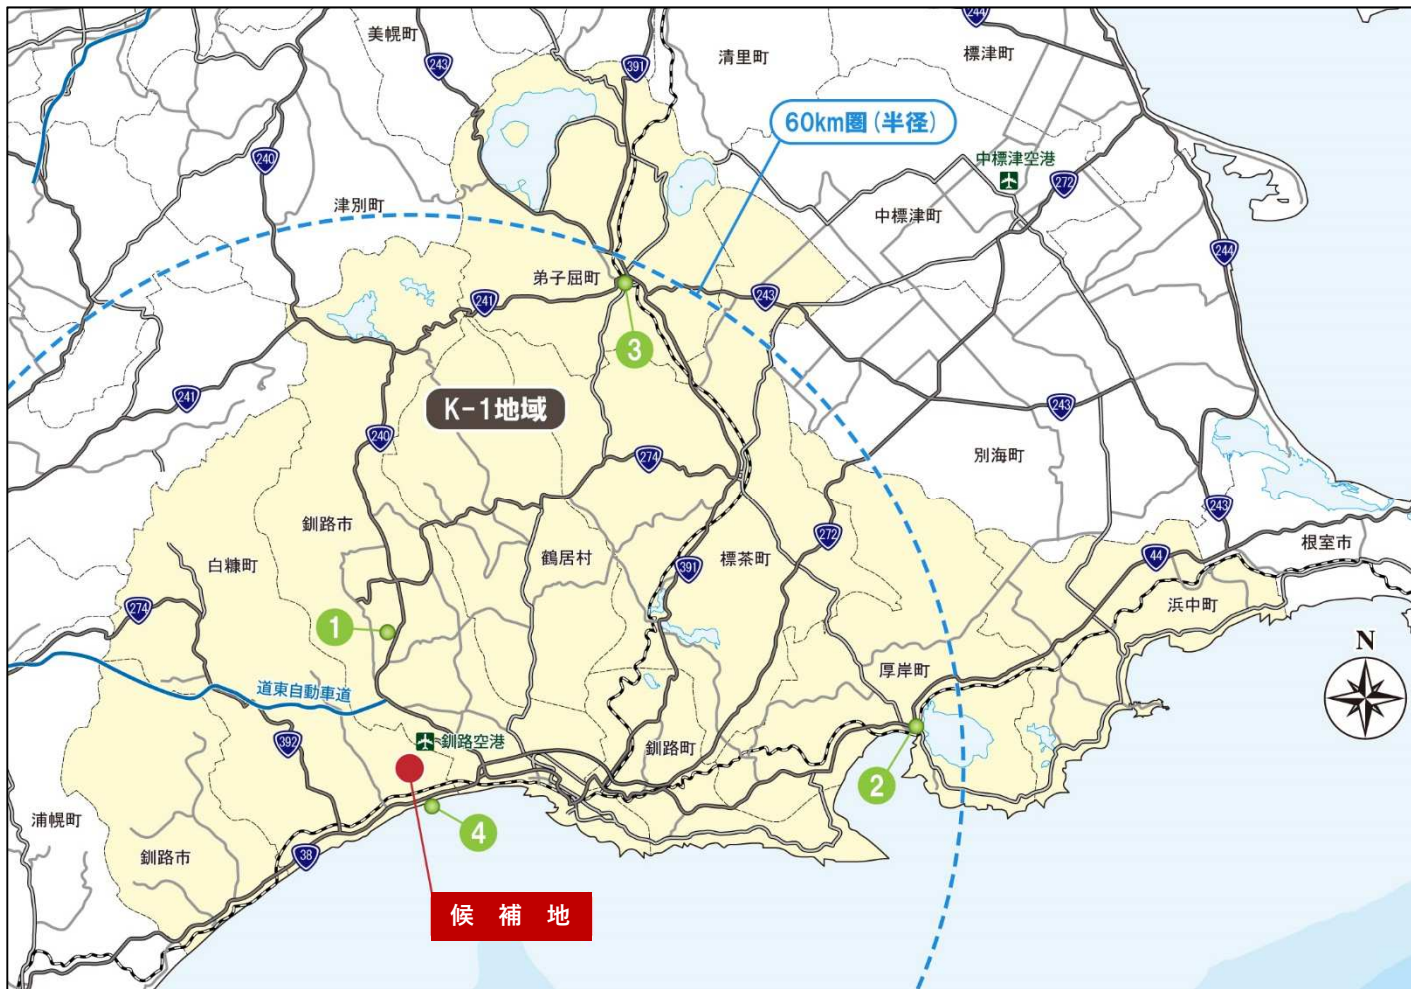 244
美幌町
清里町
標津町
243
391
60km圏(半径)
240
中標津空港
272
津別町
中標津町
244
弟子屈町
241
243
3
241
K-1地域
240
243
274
別海町
釧路市
243
272
白糠町
鶴居村
標茶町
44
根室市
391
浜中町
274
1
N
厚岸町
道東自動車道
392
釧路空港
釧路町
2
浦幌町
4
釧路市
38
候補地